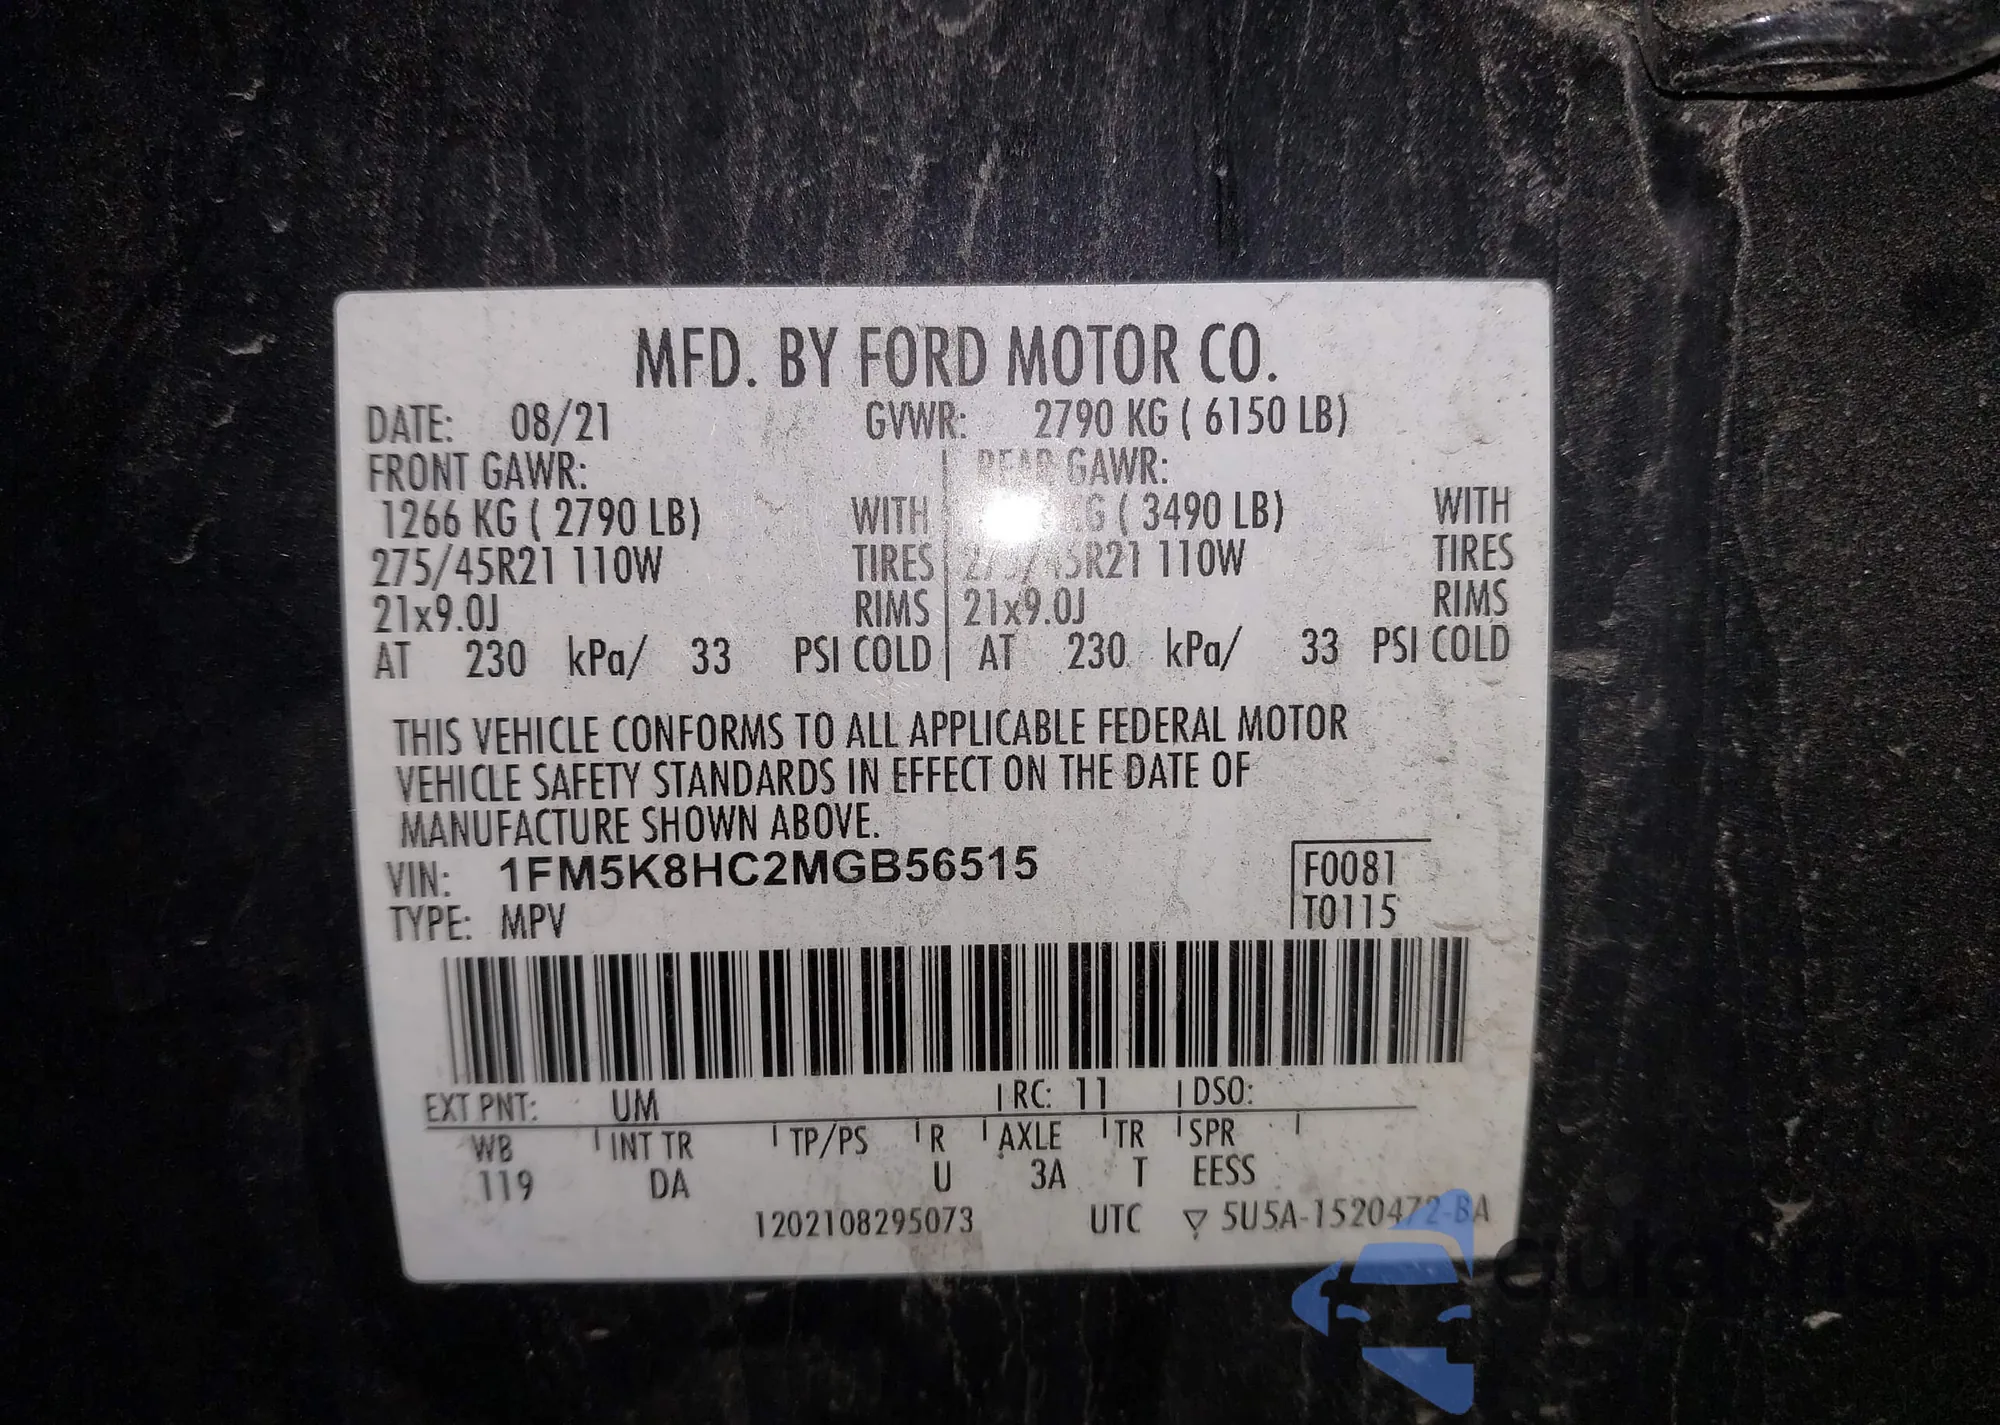 MFD. BY FORD MOTOR CO.
DATE: 08/21 GVWR: 2790 KG ( 6150 LB)
FRONT GAWR: REAR GAWR:
1266 KG ( 2790 LB) WITH KG ( 3490 LB) WITH
275/45R21 110W TIRES 275/45R21 110W TIRES
21x9.0J RIMS 21x9.0J RIMS
AT 230 kPa/ 33 PSI COLD AT 230 kPa/ 33 PSI COLD
THIS VEHICLE CONFORMS TO ALL APPLICABLE FEDERAL MOTOR
VEHICLE SAFETY STANDARDS IN EFFECT ON THE DATE OF
MANUFACTURE SHOWN ABOVE.
VIN: 1FM5K8HC2MGB56515 F0081
TYPE: MPV T0115
EXT PNT: UM RC: 11 DSO:
WB INT TR TP/PS R AXLE TR SPR
119 DA U 3A T EESS
1202108295073 UTC ▽ 5U5A-1520472-BA
autohelp